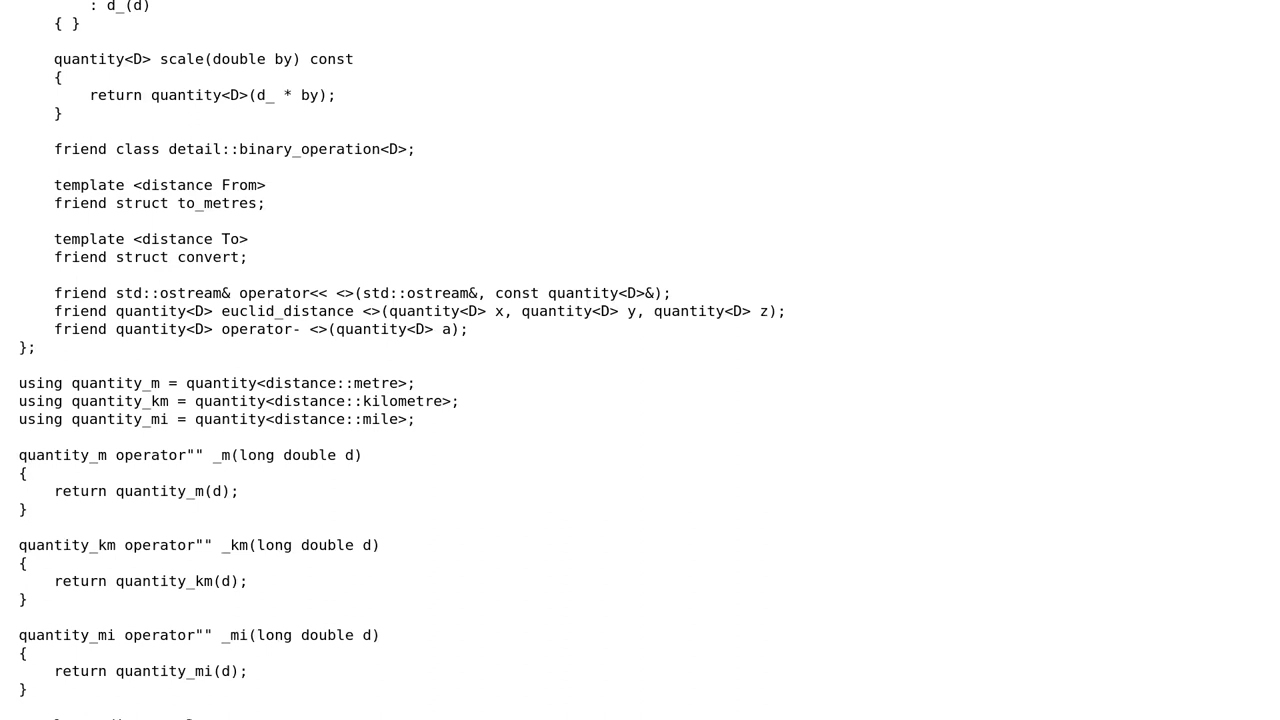 : d_(d)
    { }

    quantity<D> scale(double by) const
    {
        return quantity<D>(d_ * by);
    }

    friend class detail::binary_operation<D>;

    template <distance From>
    friend struct to_metres;

    template <distance To>
    friend struct convert;

    friend std::ostream& operator<< <>(std::ostream&, const quantity<D>&);
    friend quantity<D> euclid_distance <>(quantity<D> x, quantity<D> y, quantity<D> z);
    friend quantity<D> operator- <>(quantity<D> a);
};

using quantity_m = quantity<distance::metre>;
using quantity_km = quantity<distance::kilometre>;
using quantity_mi = quantity<distance::mile>;

quantity_m operator"" _m(long double d)
{
    return quantity_m(d);
}

quantity_km operator"" _km(long double d)
{
    return quantity_km(d);
}

quantity_mi operator"" _mi(long double d)
{
    return quantity_mi(d);
}